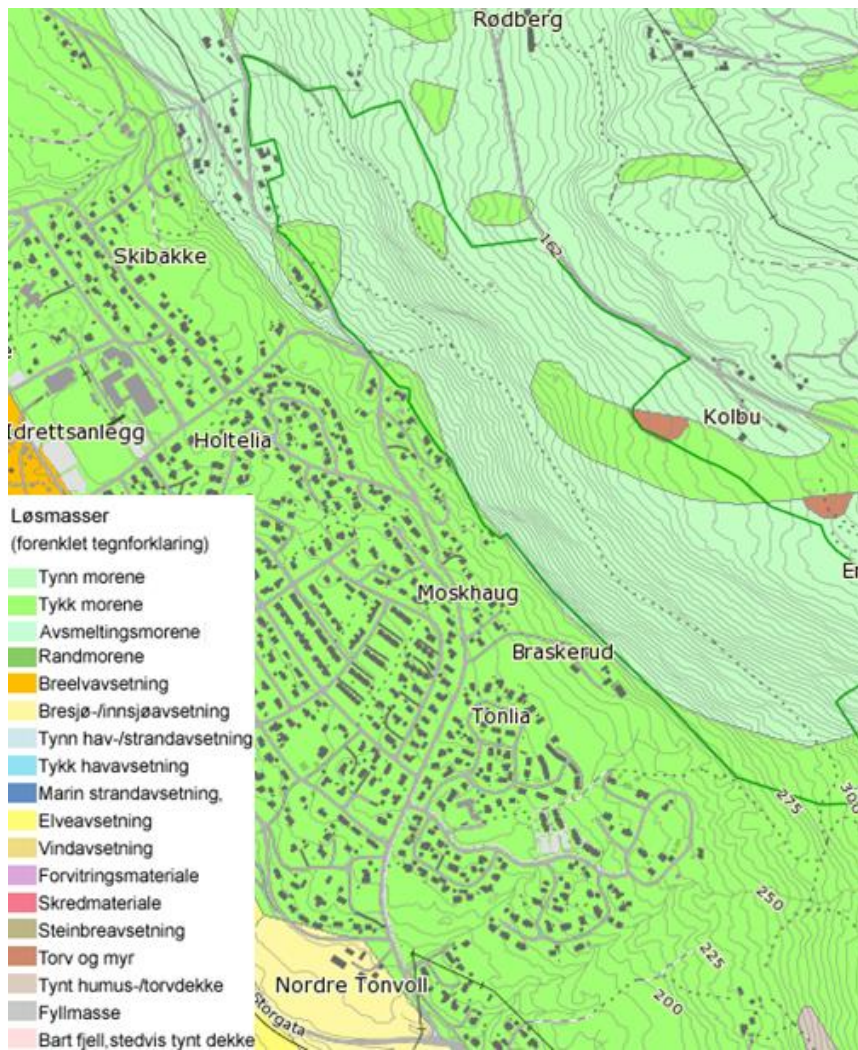 Rødberg
162
Skibakke
Kolbu
Idrettsanlegg
Holtelia
Løsmasser
(forenklet tegnforklaring)
Tynn morene
Tykk morene
Avsmeltingsmorene
Randmorene
Breelvavsetning
Bresjø-/innsjøavsetning
Tynn hav-/strandavsetning
Tykk havavsetning
Marin strandavsetning,
Elveavsetning
Vindavsetning
Forvitringsmateriale
Skredmateriale
Steinbreavsetning
Torv og myr
Tynt humus-/torvdekke
Fyllmasse
Bart fjell,stedvis tynt dekke
Er
Moskhaug
Braskerud
Tonlia
275
300
250
225
200
Nordre Tonvoll
Storgata